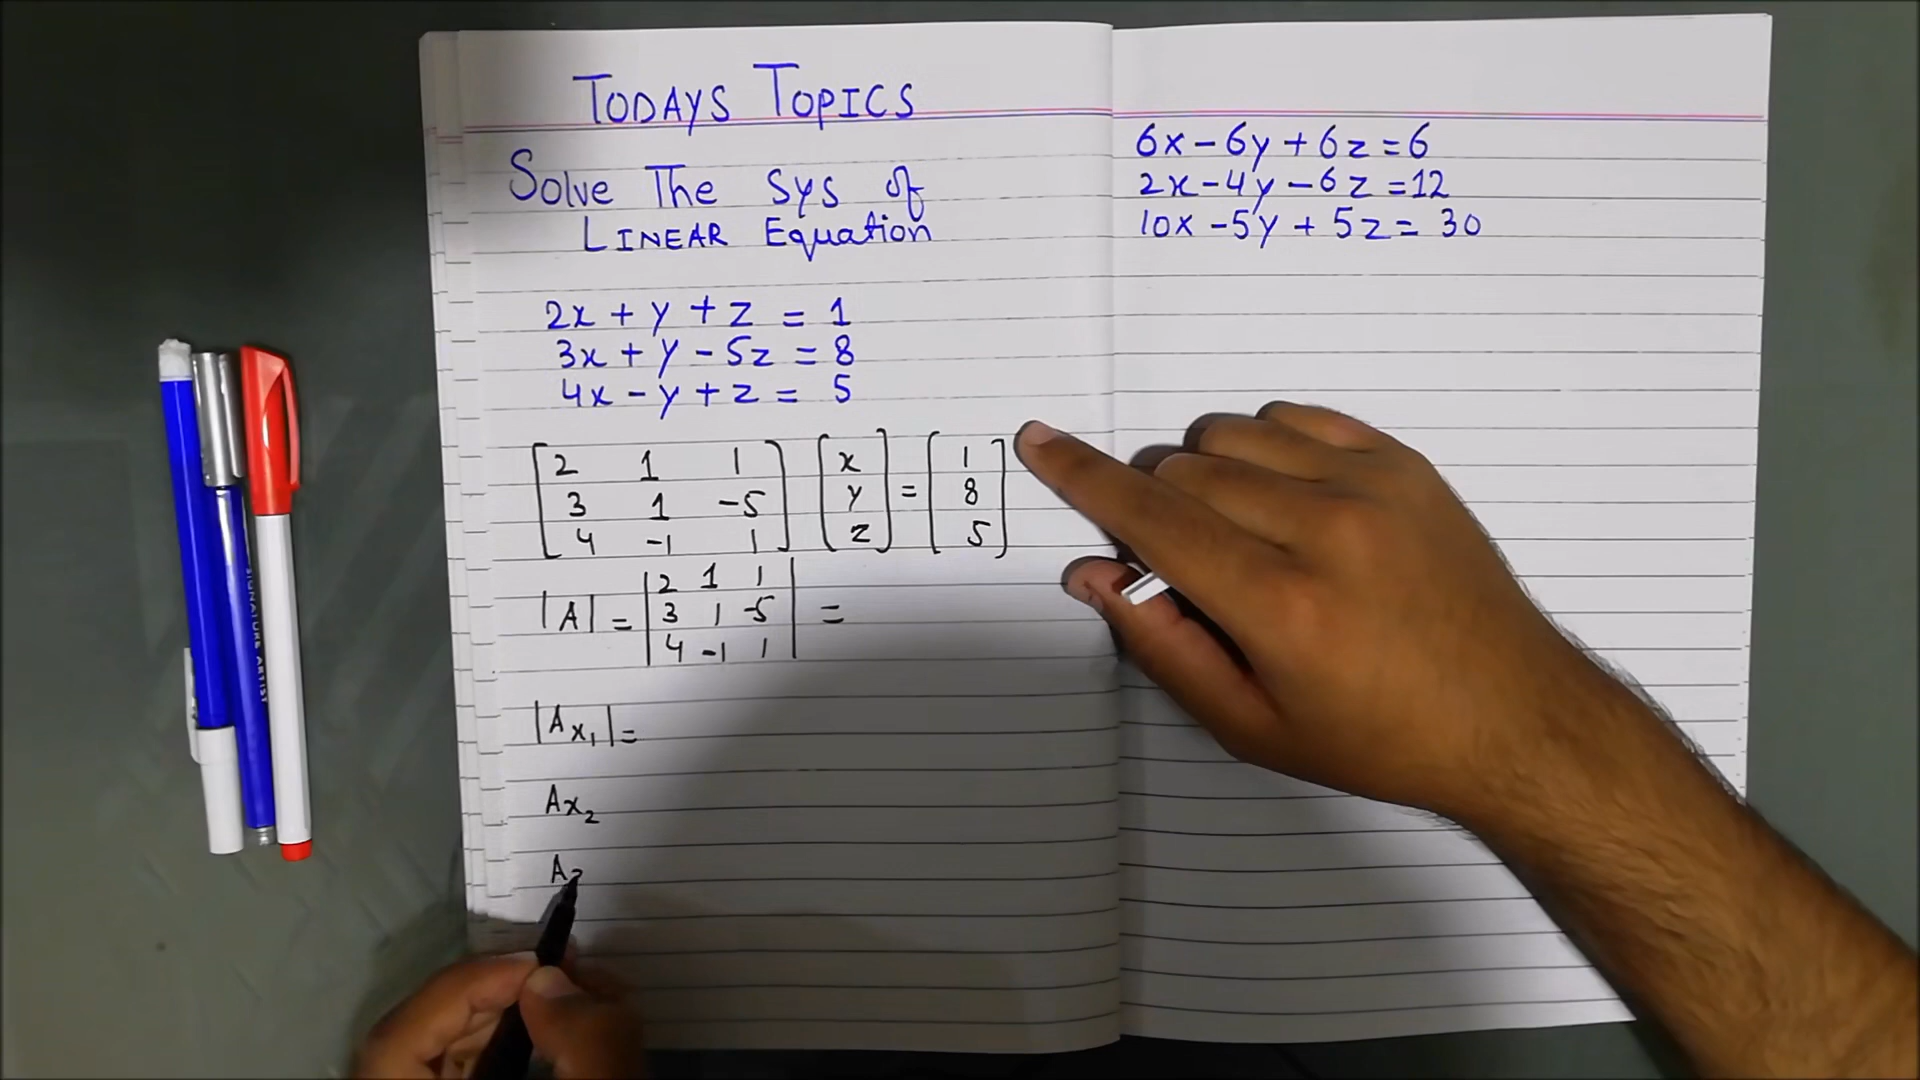 TODAYS TOPICS
Solve The Sys of
LINEAR Equation
2x + y + z = 1
3x + y - 5z = 8
4x - y + z = 5
[2 1 1] [x] = [1]
[3 1 -5] [y] [8]
[4 -1 1] [z] [5]
|A| = |2 1 1| =
|3 1 -5|
|4 -1 1|
|Ax₁| =
Ax₂
A
6x - 6y + 6z = 6
2x - 4y - 6z = 12
10x - 5y + 5z = 30
SIGNATURE ARTIST